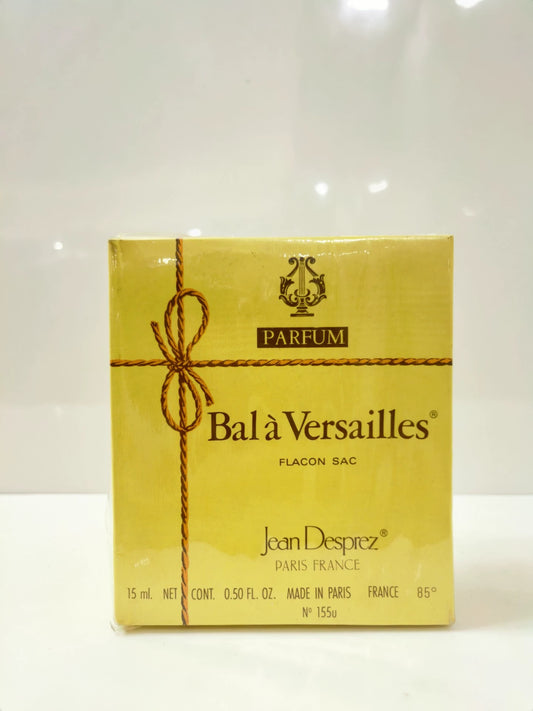 PARFUM
Bal à Versailles®
FLACON SAC
Jean Desprez®
PARIS FRANCE
15 ml. NET CONT. 0.50 FL. OZ. MADE IN PARIS FRANCE 85°
Nº 155u